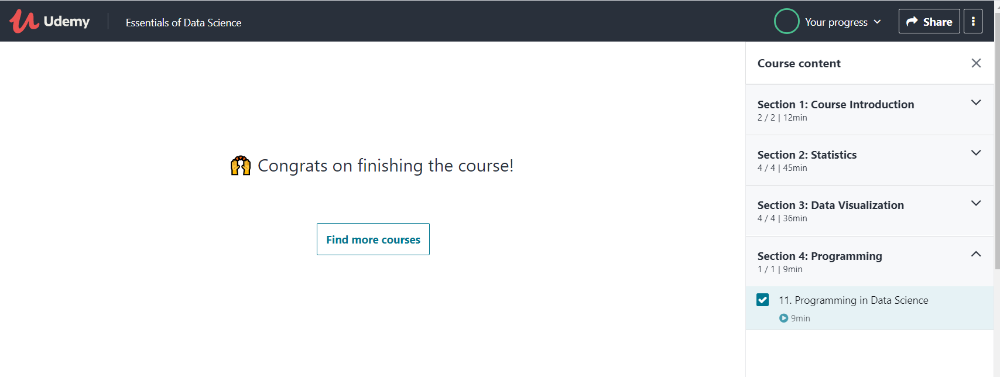 Udemy
Essentials of Data Science
Your progress
Share
Course content
Section 1: Course Introduction
2 / 2 | 12min
Section 2: Statistics
4 / 4 | 45min
Section 3: Data Visualization
4 / 4 | 36min
Section 4: Programming
1 / 1 | 9min
11. Programming in Data Science
9min
Congrats on finishing the course!
Find more courses